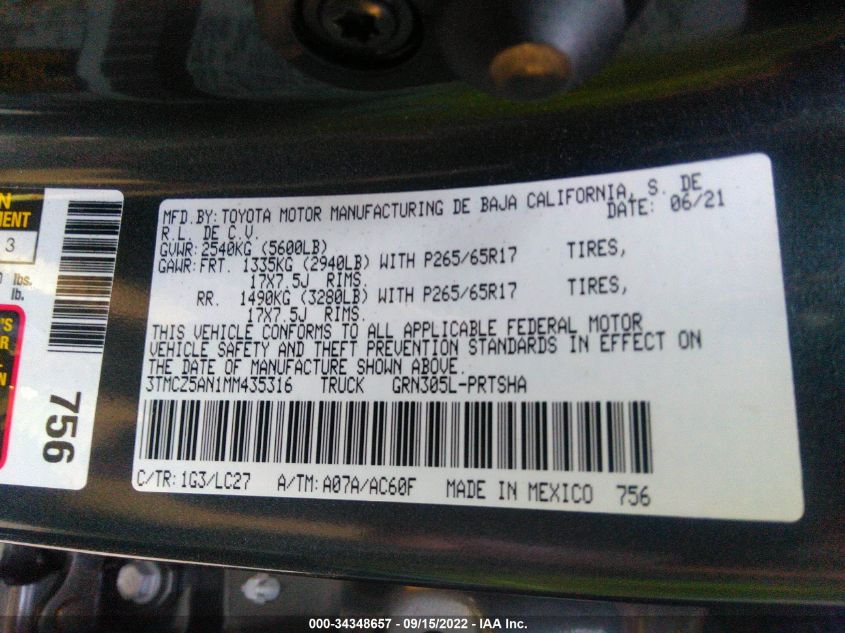 N
MENT
3
lbs.
lb.
'S
R
N
756
MFD.BY: TOYOTA MOTOR MANUFACTURING DE BAJA CALIFORNIA, S. DE
R.L. DE C.V. DATE: 06/21
GVWR: 2540KG (5600LB)
GAWR: FRT. 1335KG (2940LB) WITH P265/65R17 TIRES,
17X7.5J RIMS.
RR. 1490KG (3280LB) WITH P265/65R17 TIRES,
17X7.5J RIMS.
THIS VEHICLE CONFORMS TO ALL APPLICABLE FEDERAL MOTOR
VEHICLE SAFETY AND THEFT PREVENTION STANDARDS IN EFFECT ON
THE DATE OF MANUFACTURE SHOWN ABOVE.
3TMCZ5AN1MM435316 TRUCK GRN305L-PRTSHA
C/TR: 1G3/LC27 A/TM: A07A/AC60F MADE IN MEXICO 756
000-34348657 - 09/15/2022 - IAA Inc.